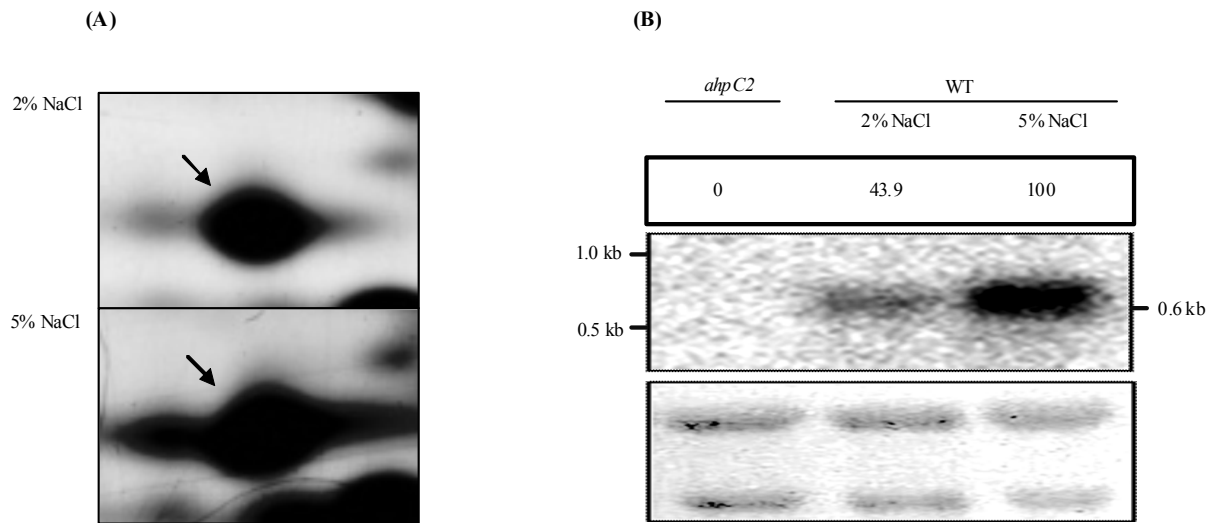 (A)
2% NaCl
5% NaCl
(B)
ahpC2 WT
2% NaCl 5% NaCl
0 43.9 100
1.0 kb
0.6 kb
0.5 kb